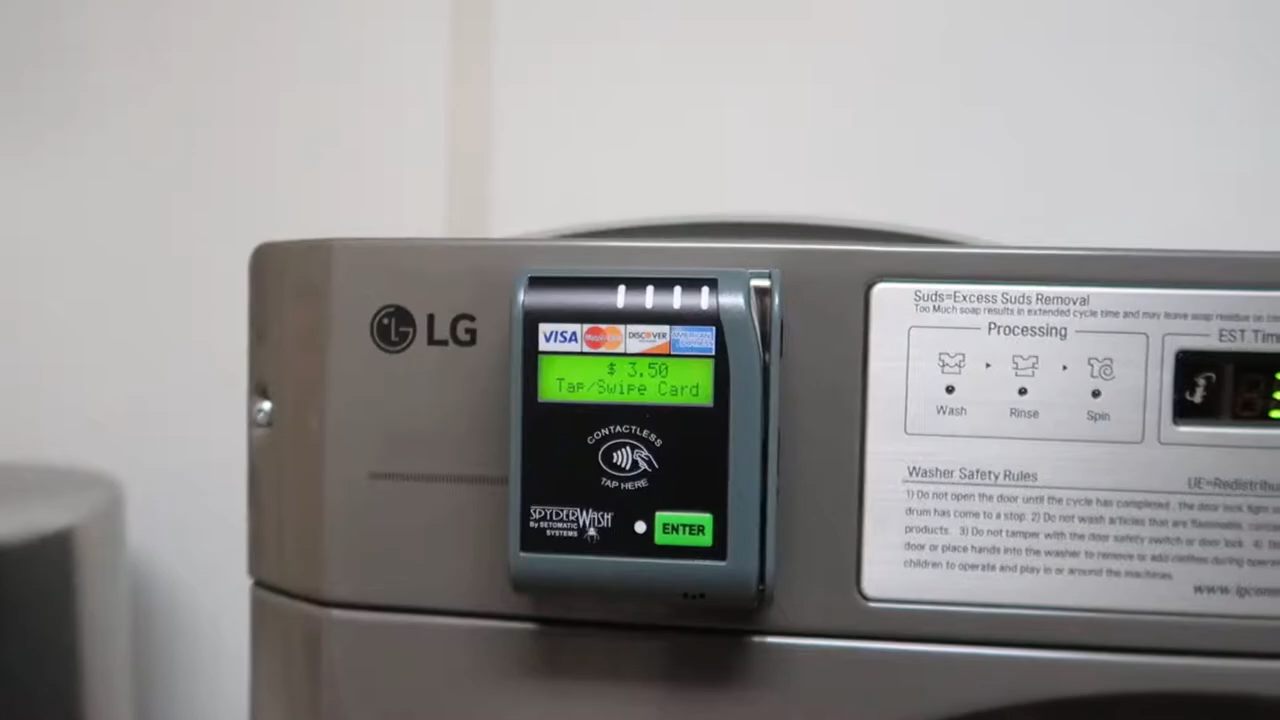 LG
VISA MasterCard DISCOVER AMERICAN EXPRESS
$ 3.50
Tap/Swipe Card
CONTACTLESS
TAP HERE
SPYDERWASH
By SETOMATIC
SYSTEMS
ENTER
Suds=Excess Suds Removal
Too Much soap results in extended cycle time and may leave soap residue on
Processing
EST.Tim
Wash Rinse Spin
Washer Safety Rules
UE=Redistribu
1) Do not open the door until the cycle has completed, the door lock light
drum has come to a stop. 2) Do not wash articles that are flammable,
products. 3) Do not tamper with the door safety switch or door lock. 4)
door or place hands into the washer to remove or add clothes during
children to operate and play in or around the machines